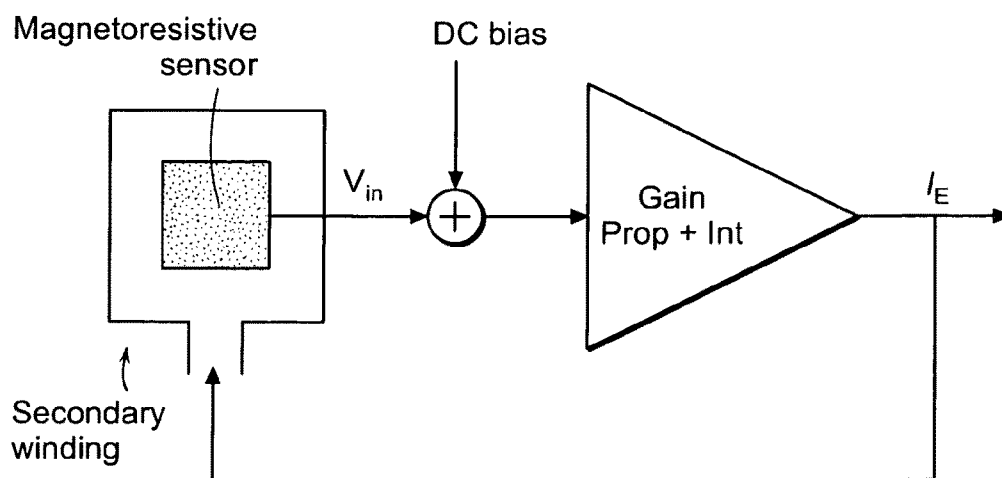 Magnetoresistive
sensor
DC bias
V_in
+
Gain
Prop + Int
I_E
Secondary
winding